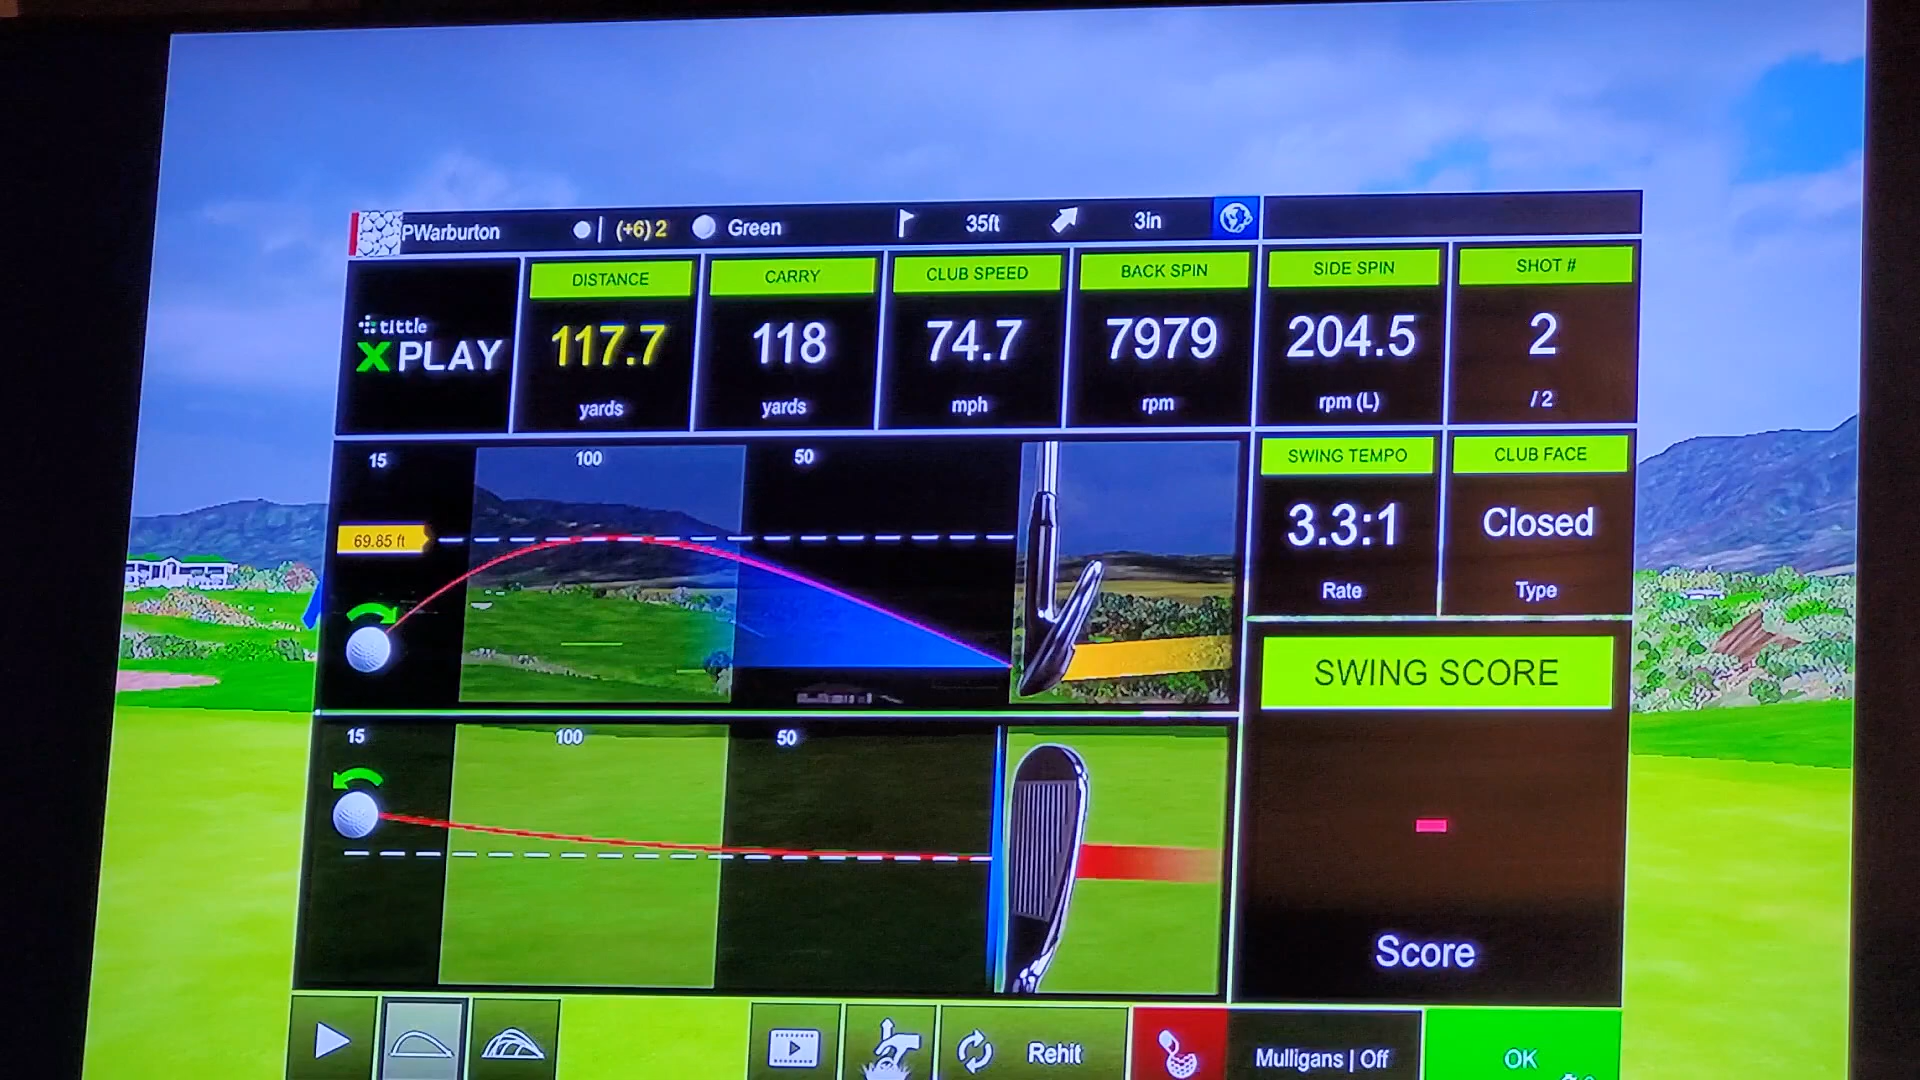 PWarburton (+6) 2 Green 35ft 3in
tittle
X PLAY
DISTANCE
117.7
yards
CARRY
118
yards
CLUB SPEED
74.7
mph
BACK SPIN
7979
rpm
SIDE SPIN
204.5
rpm (L)
SHOT #
2
/ 2
15 100 50
69.85 ft
SWING TEMPO
3.3:1
Rate
CLUB FACE
Closed
Type
15 100 50
SWING SCORE
-
Score
Rehit
Mulligans | Off
OK